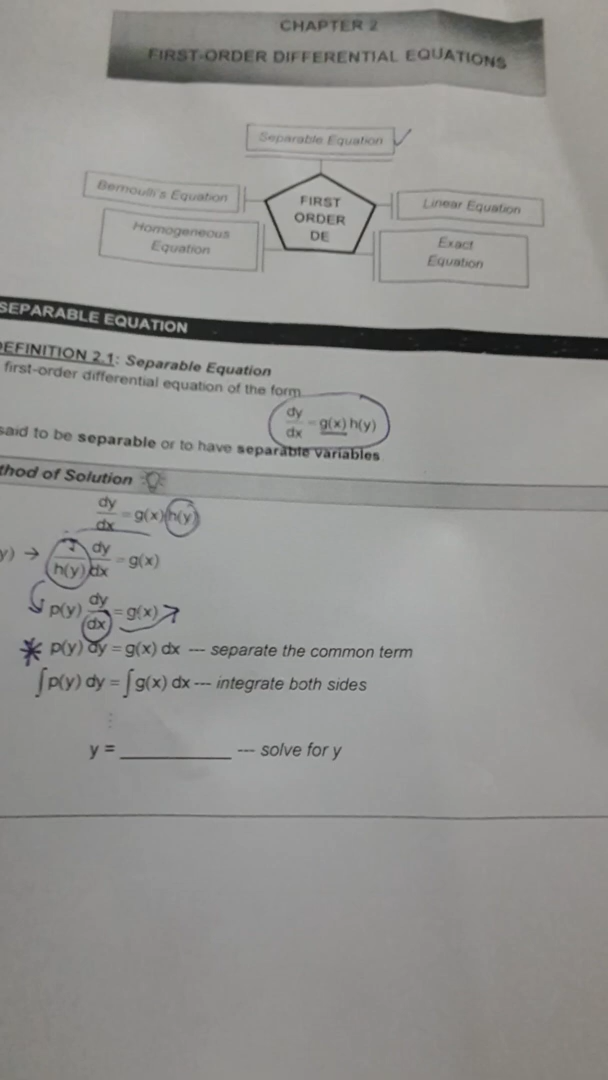 CHAPTER 2
FIRST-ORDER DIFFERENTIAL EQUATIONS
Separable Equation ✓
Bernoulli's Equation
FIRST ORDER DE
Linear Equation
Homogeneous Equation
Exact Equation
SEPARABLE EQUATION
DEFINITION 2.1: Separable Equation
first-order differential equation of the form
dy/dx = g(x) h(y)
said to be separable or to have separable variables
thod of Solution
dy/dx = g(x) h(y)
y) → 1/h(y) dy/dx = g(x)
p(y) dy/dx = g(x)
* p(y) dy = g(x) dx --- separate the common term
∫p(y) dy = ∫g(x) dx --- integrate both sides
⋮
y = __________ --- solve for y